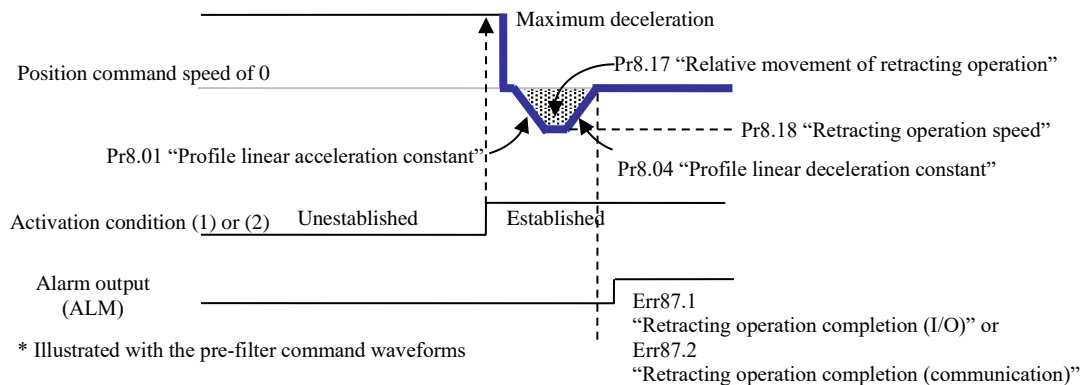 Maximum deceleration
Position command speed of 0
Pr8.17 “Relative movement of retracting operation”
Pr8.18 “Retracting operation speed”
Pr8.01 “Profile linear acceleration constant”
Pr8.04 “Profile linear deceleration constant”
Activation condition (1) or (2)
Unestablished
Established
Alarm output
(ALM)
Err87.1
“Retracting operation completion (I/O)” or
Err87.2
“Retracting operation completion (communication)”
* Illustrated with the pre-filter command waveforms